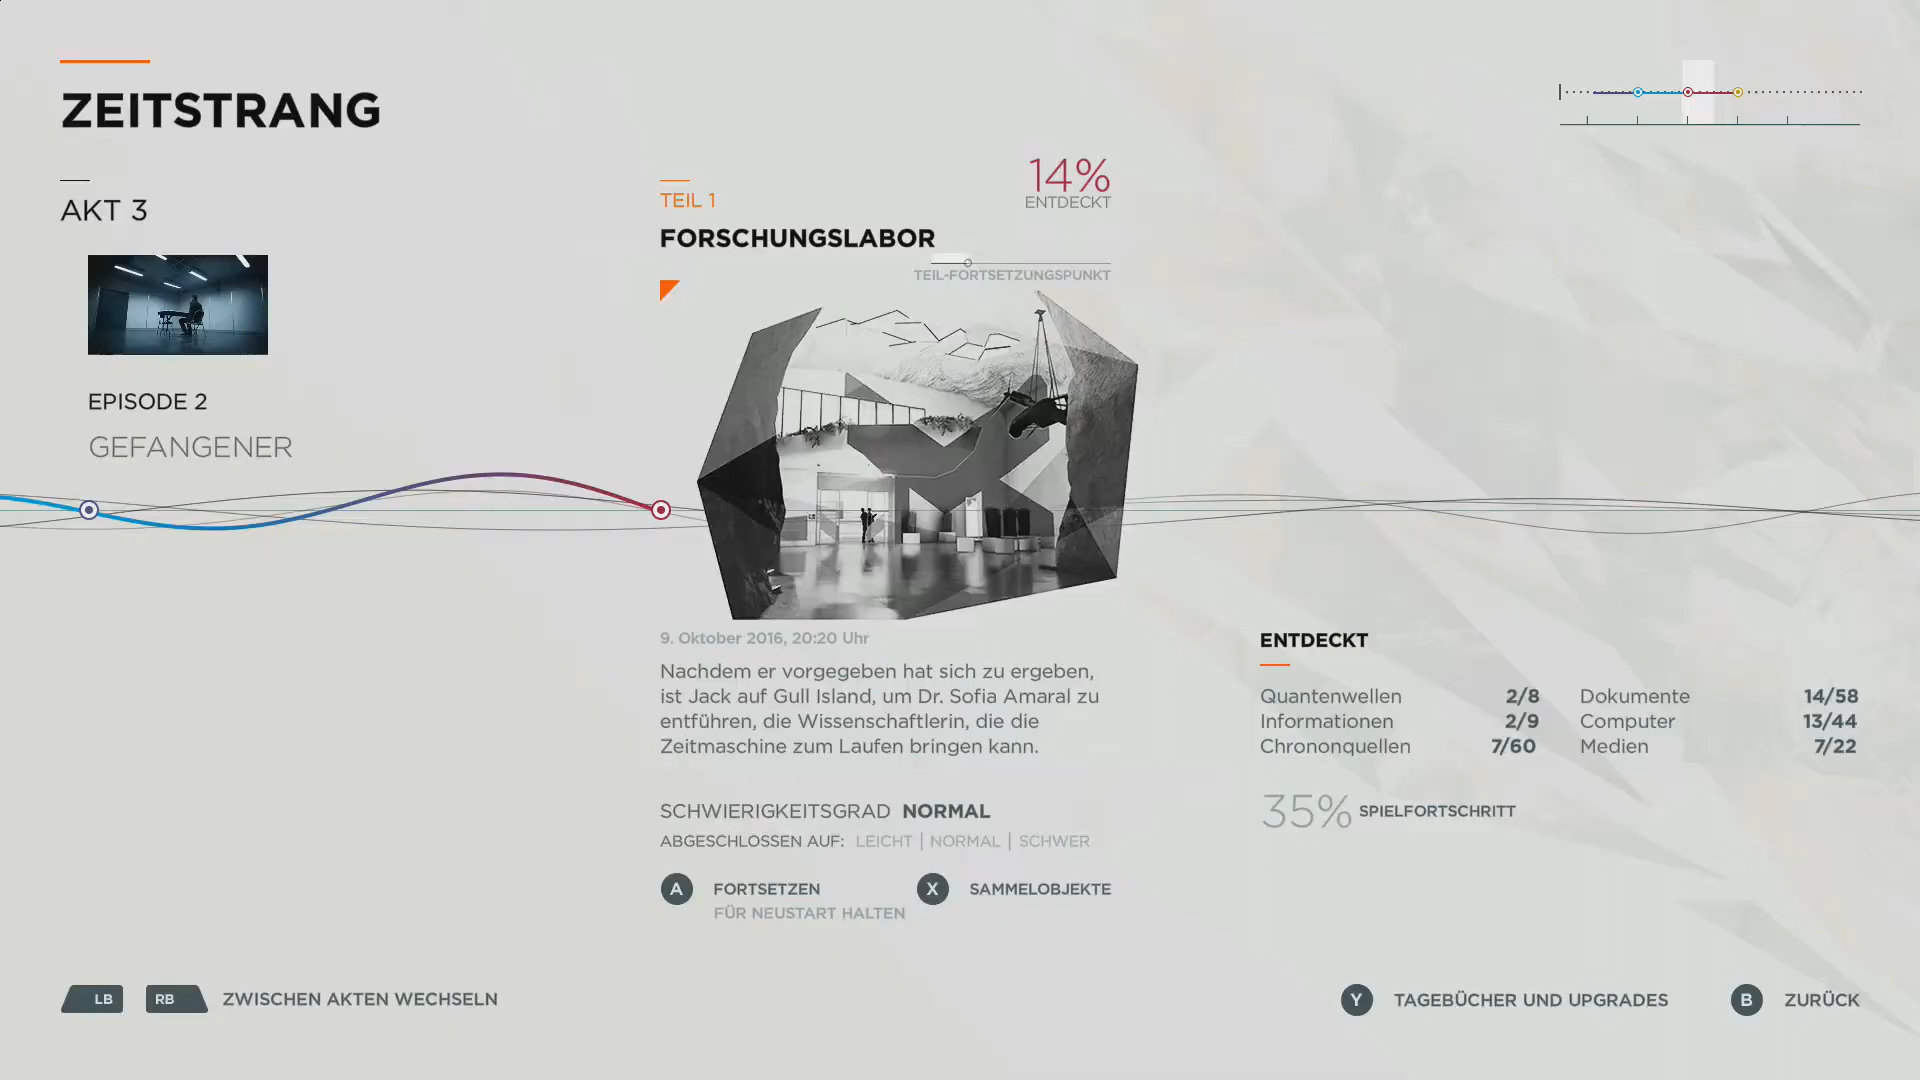 ZEITSTRANG
AKT 3
EPISODE 2
GEFANGENER
TEIL 1
14%
ENTDECKT
FORSCHUNGSLABOR
TEIL-FORTSETZUNGSPUNKT
9. Oktober 2016, 20:20 Uhr
Nachdem er vorgegeben hat sich zu ergeben,
ist Jack auf Gull Island, um Dr. Sofia Amaral zu
entführen, die Wissenschaftlerin, die die
Zeitmaschine zum Laufen bringen kann.
SCHWIERIGKEITSGRAD NORMAL
ABGESCHLOSSEN AUF: LEICHT | NORMAL | SCHWER
A FORTSETZEN X SAMMELOBJEKTE
FÜR NEUSTART HALTEN
ENTDECKT
Quantenwellen 2/8 Dokumente 14/58
Informationen 2/9 Computer 13/44
Chrononquellen 7/60 Medien 7/22
35% SPIELFORTSCHRITT
LB RB ZWISCHEN AKTEN WECHSELN
Y TAGEBÜCHER UND UPGRADES B ZURÜCK